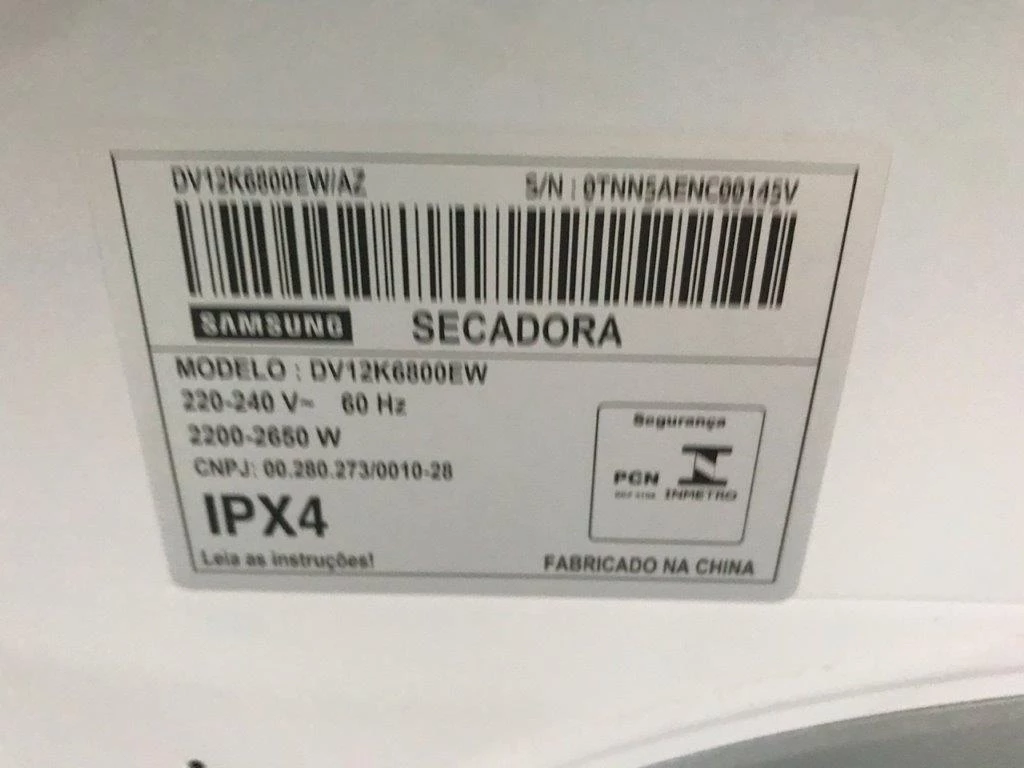 DV12K6800EW/AZ S/N : 0TNN5AENC00145V
SAMSUNG SECADORA
MODELO : DV12K6800EW
220-240 V~ 60 Hz
2200-2650 W
CNPJ: 00.280.273/0010-28
IPX4
Leia as instruções!
Segurança
PGN
INMETRO
FABRICADO NA CHINA